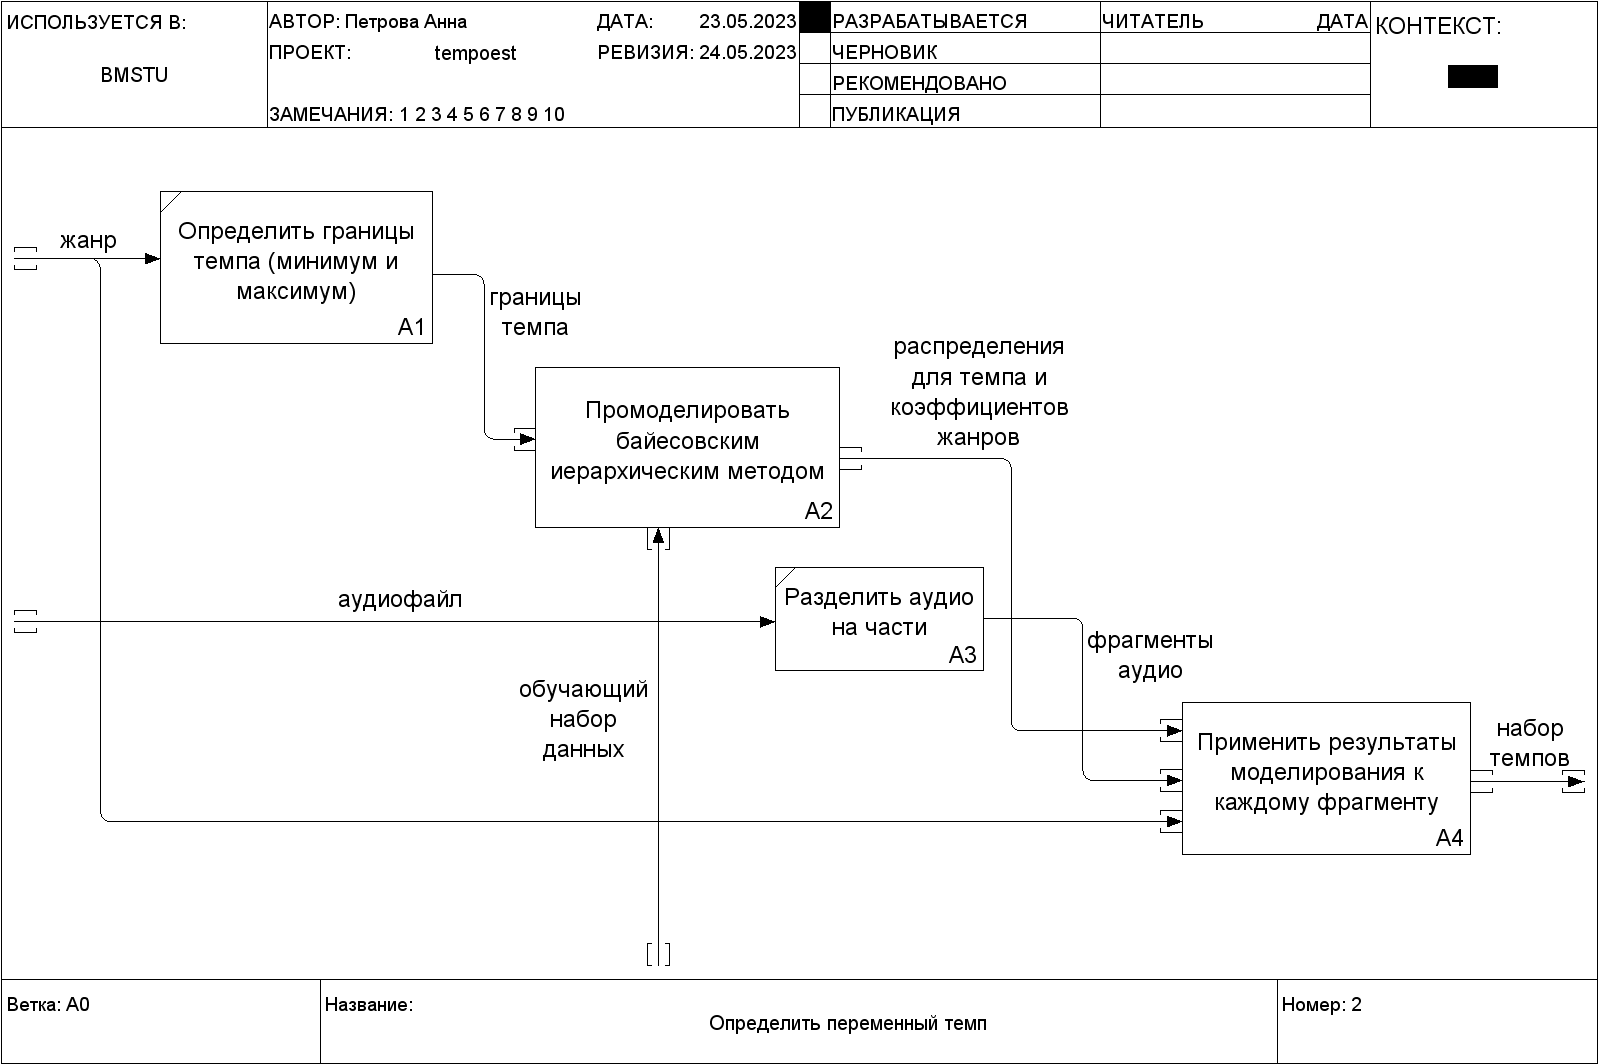 ИСПОЛЬЗУЕТСЯ В:
BMSTU
АВТОР: Петрова Анна
ДАТА: 23.05.2023
ПРОЕКТ: tempoest
РЕВИЗИЯ: 24.05.2023
ЗАМЕЧАНИЯ: 1 2 3 4 5 6 7 8 9 10
РАЗРАБАТЫВАЕТСЯ
ЧЕРНОВИК
РЕКОМЕНДОВАНО
ПУБЛИКАЦИЯ
ЧИТАТЕЛЬ ДАТА
КОНТЕКСТ:
жанр
Определить границы
темпа (минимум и
максимум)
A1
границы
темпа
Промоделировать
байесовским
иерархическим методом
A2
распределения
для темпа и
коэффициентов
жанров
аудиофайл
Разделить аудио
на части
A3
фрагменты
аудио
обучающий
набор
данных
Применить результаты
моделирования к
каждому фрагменту
A4
набор
темпов
Ветка: A0
Название:
Определить переменный темп
Номер: 2